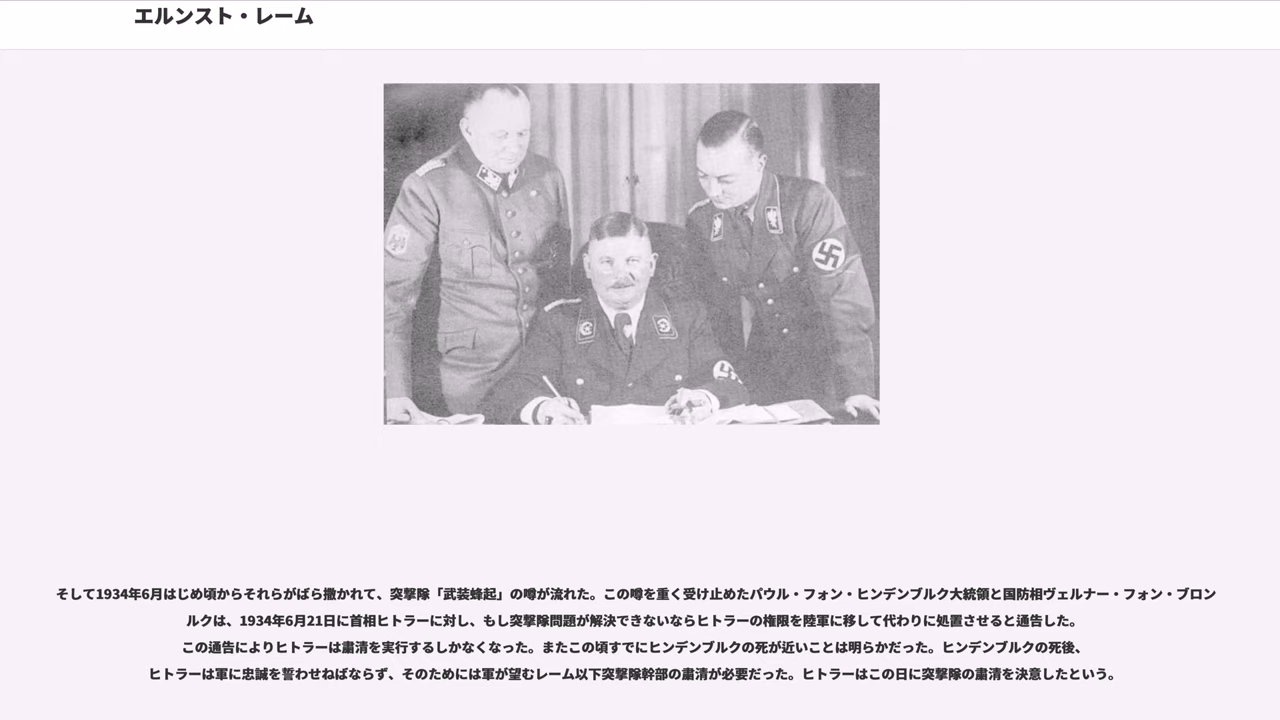 エルンスト・レーム
そして1934年6月はじめ頃からそれらがばら撒かれて、突撃隊「武装蜂起」の噂が流れた。この噂を重く受け止めたパウル・フォン・ヒンデンブルク大統領と国防相ヴェルナー・フォン・ブロン
ルクは、1934年6月21日に首相ヒトラーに対し、もし突撃隊問題が解決できないならヒトラーの権限を陸軍に移して代わりに処置させると通告した。
この通告によりヒトラーは粛清を実行するしかなくなった。またこの頃すでにヒンデンブルクの死が近いことは明らかだった。ヒンデンブルクの死後、
ヒトラーは軍に忠誠を誓わせねばならず、そのためには軍が望むレーム以下突撃隊幹部の粛清が必要だった。ヒトラーはこの日に突撃隊の粛清を決意したという。